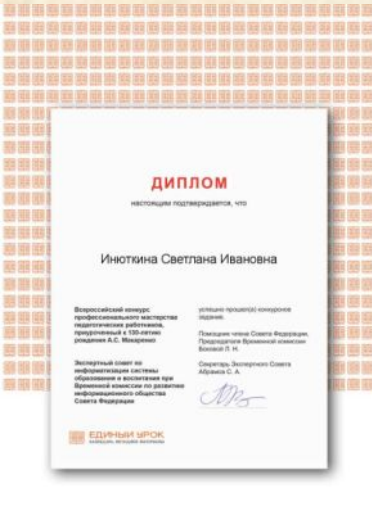 ДИПЛОМ
настоящим подтверждается, что
Инюткина Светлана Ивановна
Всероссийский конкурс
профессионального мастерства
педагогических работников,
приуроченный к 130-летию
рождения А.С. Макаренко
успешно прошел(а) конкурсное
задание.
Помощник члена Совета Федерации,
Председателя Временной комиссии
Боковой Л. Н.
Экспертный совет по
информатизации системы
образования и воспитания при
Временной комиссии по развитию
информационного общества
Совета Федерации
Секретарь Экспертного Совета
Абрамов С. А.
ЕДИНЫЙ УРОК